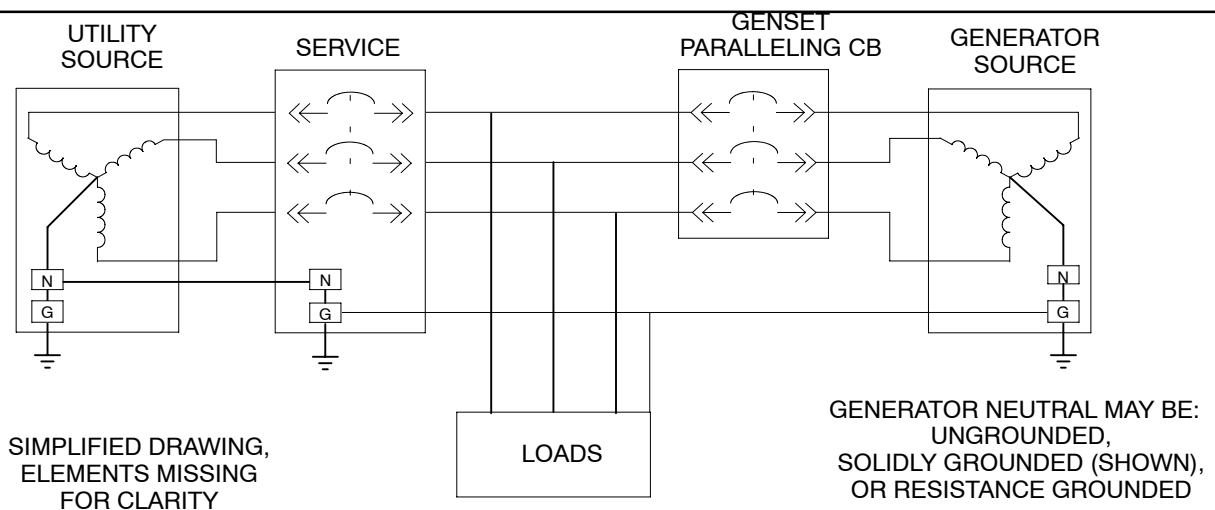 UTILITY
SOURCE
SERVICE
GENSET
PARALLELING CB
GENERATOR
SOURCE
N
G
N
G
N
G
LOADS
SIMPLIFIED DRAWING,
ELEMENTS MISSING
FOR CLARITY
GENERATOR NEUTRAL MAY BE:
UNGROUNDED,
SOLIDLY GROUNDED (SHOWN),
OR RESISTANCE GROUNDED